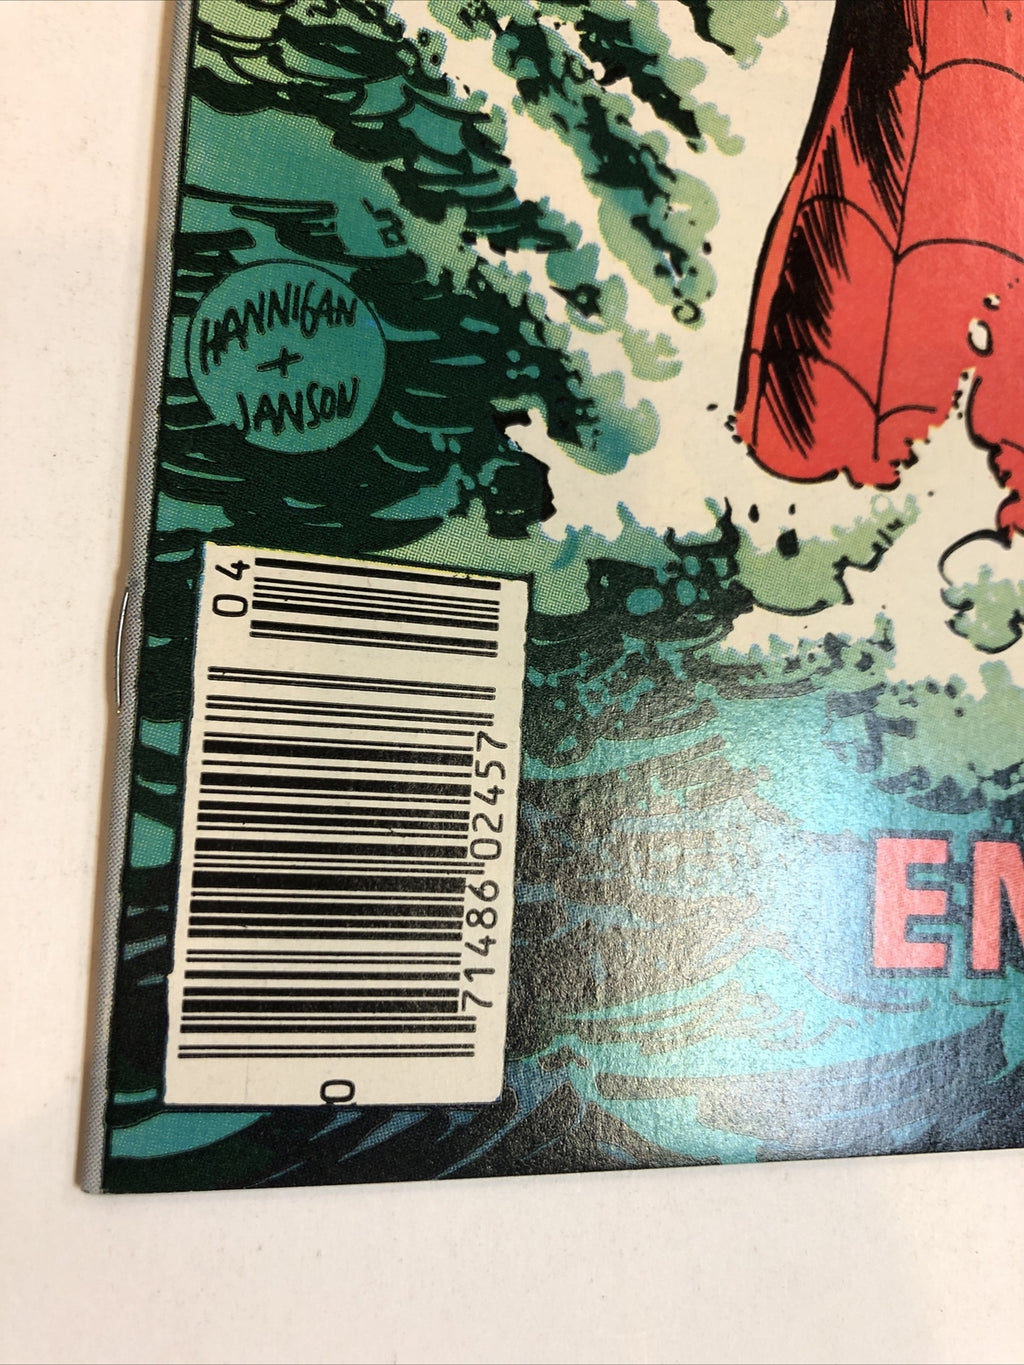 HANNIGAN
+
JANSON
04
71486 02457
0
EN